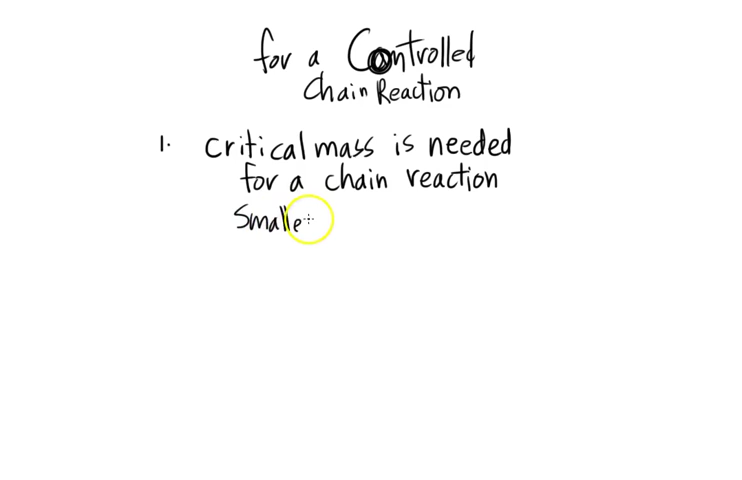 for a Controlled
Chain Reaction
1. critical mass is needed
for a chain reaction
Smalle